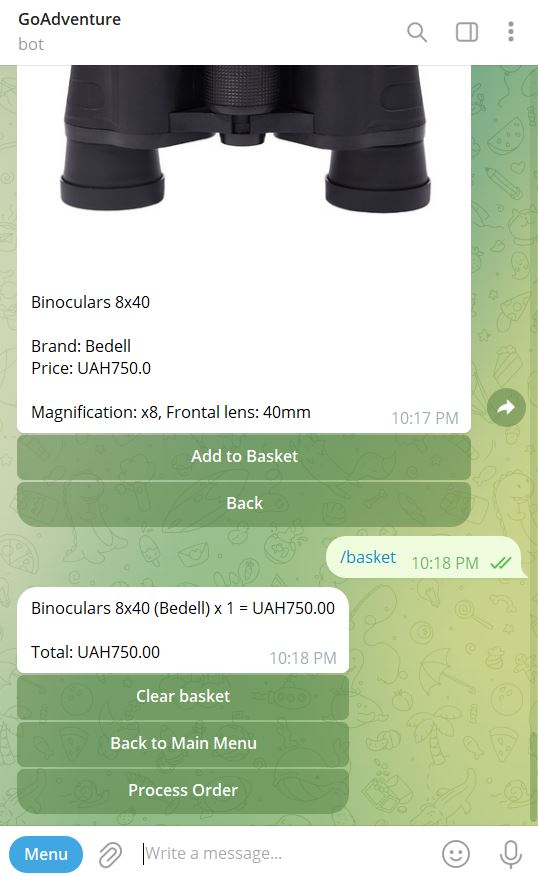 GoAdventure
bot
Binoculars 8x40
Brand: Bedell
Price: UAH750.0
Magnification: x8, Frontal lens: 40mm
10:17 PM
Add to Basket
Back
/basket 10:18 PM
Binoculars 8x40 (Bedell) x 1 = UAH750.00
Total: UAH750.00
10:18 PM
Clear basket
Back to Main Menu
Process Order
Menu
Write a message...